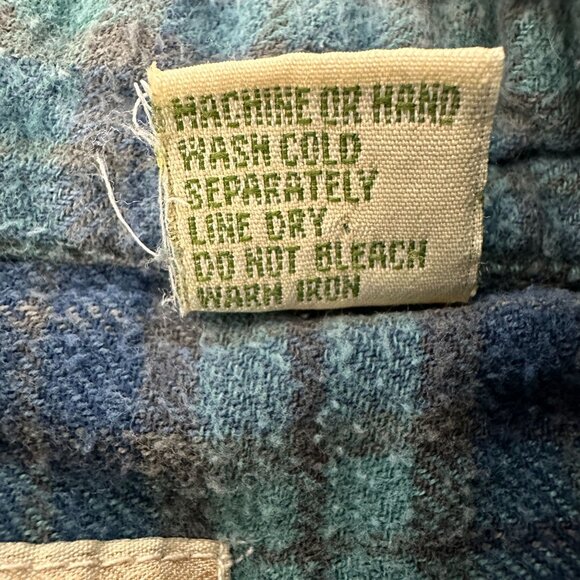 MACHINE OR HAND
WASH COLD
SEPARATELY
LINE DRY
DO NOT BLEACH
WARM IRON